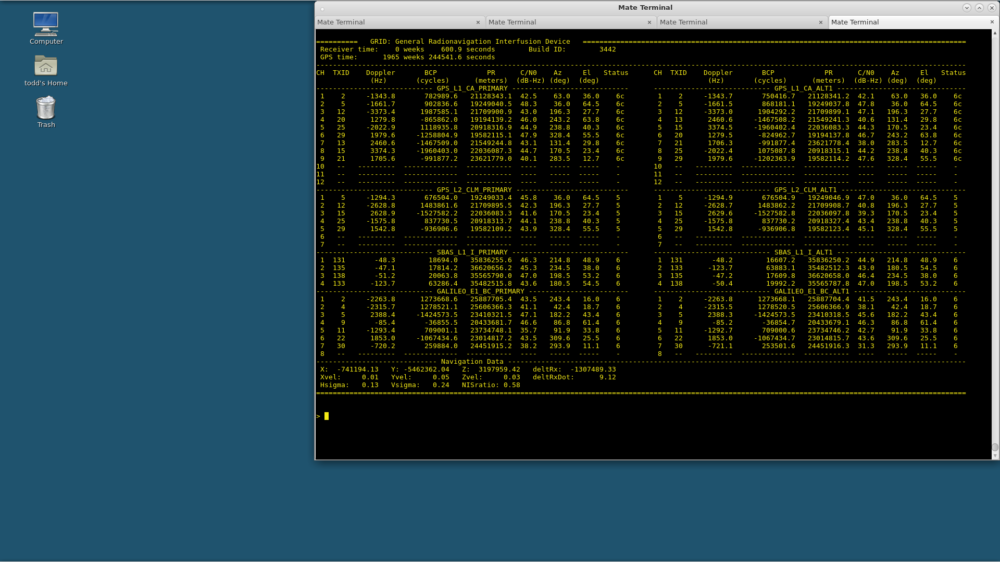 Mate Terminal
Mate Terminal × Mate Terminal × Mate Terminal × Mate Terminal ×
Computer
todd's Home
Trash
========== GRID: General Radionavigation Interfusion Device ============================================================================================
Receiver time: 0 weeks 600.9 seconds Build ID: 3442
GPS time: 1965 weeks 244541.6 seconds
CH TXID Doppler BCP PR C/N0 Az El Status CH TXID Doppler BCP PR C/N0 Az El Status
(Hz) (cycles) (meters) (dB-Hz) (deg) (deg) (Hz) (cycles) (meters) (dB-Hz) (deg) (deg)
---------------------------- GPS_L1_CA_PRIMARY ---------------------------- ---------------------------- GPS_L1_CA_ALT1 -------------------------------
1 2 -1343.8 782989.6 21128343.1 42.5 63.0 36.0 6c 1 2 -1343.7 750416.7 21128341.2 42.1 63.0 36.0 6c
2 5 -1661.7 902836.6 19249040.5 48.3 36.0 64.5 6c 2 5 -1661.5 868181.1 19249037.8 47.8 36.0 64.5 6c
3 12 -3373.4 1987585.1 21709900.9 43.0 196.3 27.7 6c 3 12 -3373.0 1904292.2 21709899.1 47.1 196.3 27.7 6c
4 20 1279.8 -865862.0 19194139.2 46.0 243.2 63.8 6c 4 13 2460.6 -1467508.2 21549241.3 40.6 131.4 29.8 6c
5 25 -2022.9 1118935.8 20918316.9 44.9 238.8 40.3 6c 5 15 3374.5 -1960402.4 22036083.3 44.3 170.5 23.4 6c
6 29 1979.6 -1258804.9 19582115.1 47.9 328.4 55.5 6c 6 20 1279.5 -824962.7 19194137.8 46.7 243.2 63.8 6c
7 13 2460.6 -1467509.0 21549244.8 43.1 131.4 29.8 6c 7 21 1706.3 -991877.4 23621778.4 38.0 283.5 12.7 6c
8 15 3374.3 -1960403.0 22036087.3 44.7 170.5 23.4 6c 8 25 -2022.4 1075087.8 20918315.1 44.2 238.8 40.3 6c
9 21 1705.6 -991877.2 23621779.0 40.1 283.5 12.7 6c 9 29 1979.6 -1202363.9 19582114.2 47.6 328.4 55.5 6c
10 -- --------- ------------- ----------- ---- ----- ----- - 10 -- --------- ------------- ----------- ---- ----- ----- -
11 -- --------- ------------- ----------- ---- ----- ----- - 11 -- --------- ------------- ----------- ---- ----- ----- -
12 -- --------- ------------- ----------- ---- ----- ----- - 12 -- --------- ------------- ----------- ---- ----- ----- -
---------------------------- GPS_L2_CLM_PRIMARY --------------------------- ---------------------------- GPS_L2_CLM_ALT1 ------------------------------
1 5 -1294.3 676504.0 19249033.4 45.8 36.0 64.5 5 1 5 -1294.9 676504.9 19249046.9 47.0 36.0 64.5 5
2 12 -2628.8 1483861.6 21709895.5 42.3 196.3 27.7 5 2 12 -2628.7 1483862.2 21709908.7 40.8 196.3 27.7 5
3 15 2628.9 -1527582.2 22036083.3 41.6 170.5 23.4 5 3 15 2629.6 -1527582.8 22036097.8 39.3 170.5 23.4 5
4 25 -1575.8 837730.5 20918313.7 44.1 238.8 40.3 5 4 25 -1575.8 837730.2 20918327.4 43.4 238.8 40.3 5
5 29 1542.8 -936906.6 19582109.2 43.9 328.4 55.5 5 5 29 1542.8 -936906.8 19582123.4 45.1 328.4 55.5 5
6 -- --------- ------------- ----------- ---- ----- ----- - 6 -- --------- ------------- ----------- ---- ----- ----- -
7 -- --------- ------------- ----------- ---- ----- ----- - 7 -- --------- ------------- ----------- ---- ----- ----- -
---------------------------- SBAS_L1_I_PRIMARY ---------------------------- ---------------------------- SBAS_L1_I_ALT1 -------------------------------
1 131 -48.3 18694.0 35836255.6 46.3 214.8 48.9 6 1 131 -48.2 16607.2 35836250.2 44.9 214.8 48.9 6
2 135 -47.1 17814.2 36620656.2 45.3 234.5 38.0 6 2 133 -123.7 63883.1 35482512.3 43.0 180.5 54.5 6
3 138 -51.2 20063.8 35565790.0 47.0 198.5 53.2 6 3 135 -47.2 17609.8 36620658.0 46.4 234.5 38.0 6
4 133 -123.7 63286.4 35482515.8 43.6 180.5 54.5 6 4 138 -50.4 19992.2 35565787.8 47.0 198.5 53.2 6
---------------------------- GALILEO_E1_BC_PRIMARY ------------------------ ---------------------------- GALILEO_E1_BC_ALT1 ---------------------------
1 2 -2263.8 1273668.6 25887705.4 43.5 243.4 16.0 6 1 2 -2263.8 1273668.1 25887704.4 41.5 243.4 16.0 6
2 4 -2315.7 1278521.1 25606366.3 41.1 42.4 18.7 6 2 4 -2315.5 1278520.5 25606366.9 38.1 42.4 18.7 6
3 5 2388.4 -1424573.5 23410321.5 47.1 182.2 43.4 6 3 5 2388.3 -1424573.5 23410318.5 45.6 182.2 43.4 6
4 9 -85.4 -36855.5 20433681.7 46.6 86.8 61.4 6 4 9 -85.2 -36854.7 20433679.1 46.3 86.8 61.4 6
5 11 -1293.4 709001.1 23734748.1 35.7 91.9 33.8 6 5 11 -1292.7 709000.6 23734746.2 42.7 91.9 33.8 6
6 22 1853.0 -1067434.6 23014817.2 43.5 309.6 25.5 6 6 22 1853.0 -1067434.7 23014815.7 43.6 309.6 25.5 6
7 30 -720.2 259884.0 24451915.2 38.2 293.9 11.1 6 7 30 -721.1 253501.6 24451916.3 31.3 293.9 11.1 6
8 -- --------- ------------- ----------- ---- ----- ----- - 8 -- --------- ------------- ----------- ---- ----- ----- -
----------------------------- Navigation Data --------------------------------------------------------------------------------------------------------------
X: -741194.13 Y: -5462362.04 Z: 3197959.42 deltRx: -1307489.33
Xvel: 0.01 Yvel: 0.05 Zvel: 0.03 deltRxDot: 9.12
Hsigma: 0.13 Vsigma: 0.24 NISratio: 0.58
>